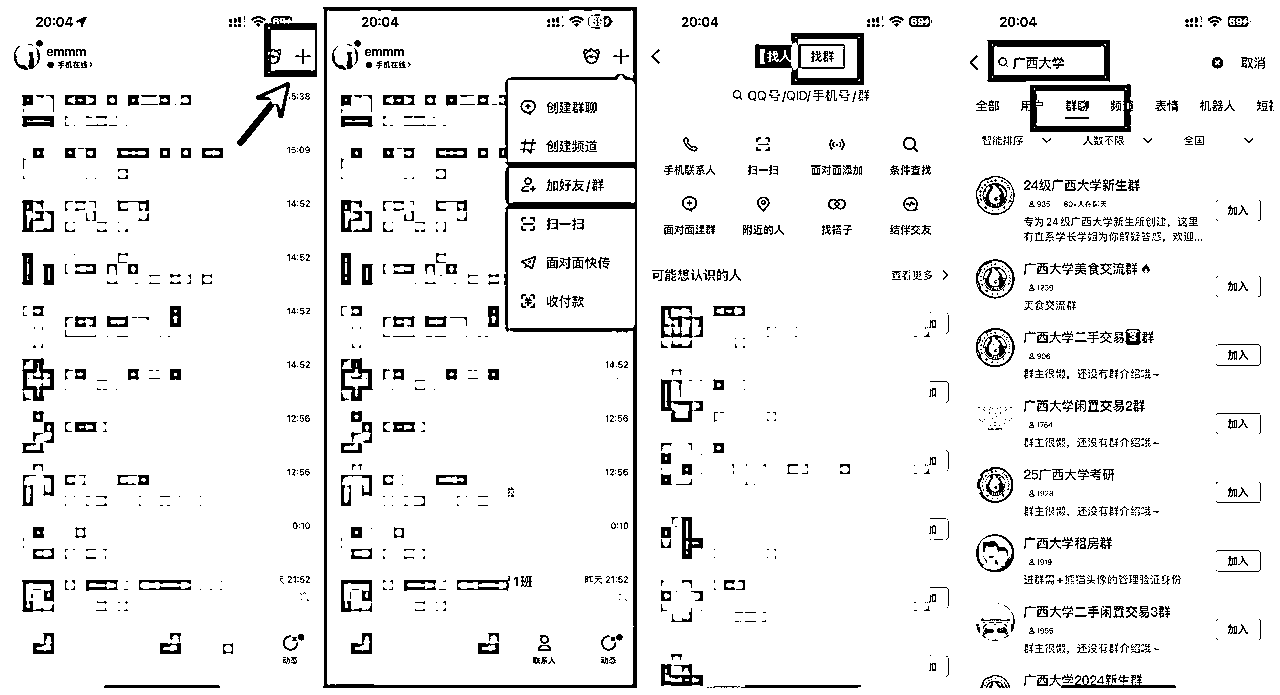 20:04
69
emmm
手机在线>
15:38
15:09
14:52
14:52
14:52
14:52
12:56
12:56
0:10
21:52
动态
20:04
emmm
手机在线>
创建群聊
创建频道
加好友/群
扫一扫
面对面快传
收付款
14:52
12:56
12:56
0:10
1班
昨天 21:52
联系人
动态
20:04
69
找人
找群
QQ号/QID/手机号/群
手机联系人
扫一扫
面对面添加
条件查找
面对面建群
附近的人
找搭子
结伴交友
可能想认识的人
查看更多 >
20:04
69
广西大学
取消
全部
群聊
频道
表情
机器人
智能排序
人数不限
全国
24级广西大学新生群
935
专为24级广西大学新生所创建，这里
有直系学长学姐为你解疑答惑，欢迎...
加入
广西大学美食交流群
1239
美食交流群
加入
广西大学二手交易3群
906
群主很懒，还没有群介绍哦~
加入
广西大学闲置交易2群
1764
群主很懒，还没有群介绍哦~
加入
25广西大学考研
1928
群主很懒，还没有群介绍哦~
加入
广西大学租房群
1919
进群需+熊猫头像的管理验证身份
加入
广西大学二手闲置交易3群
1956
群主很懒，还没有群介绍哦~
加入
广西大学2024新生群